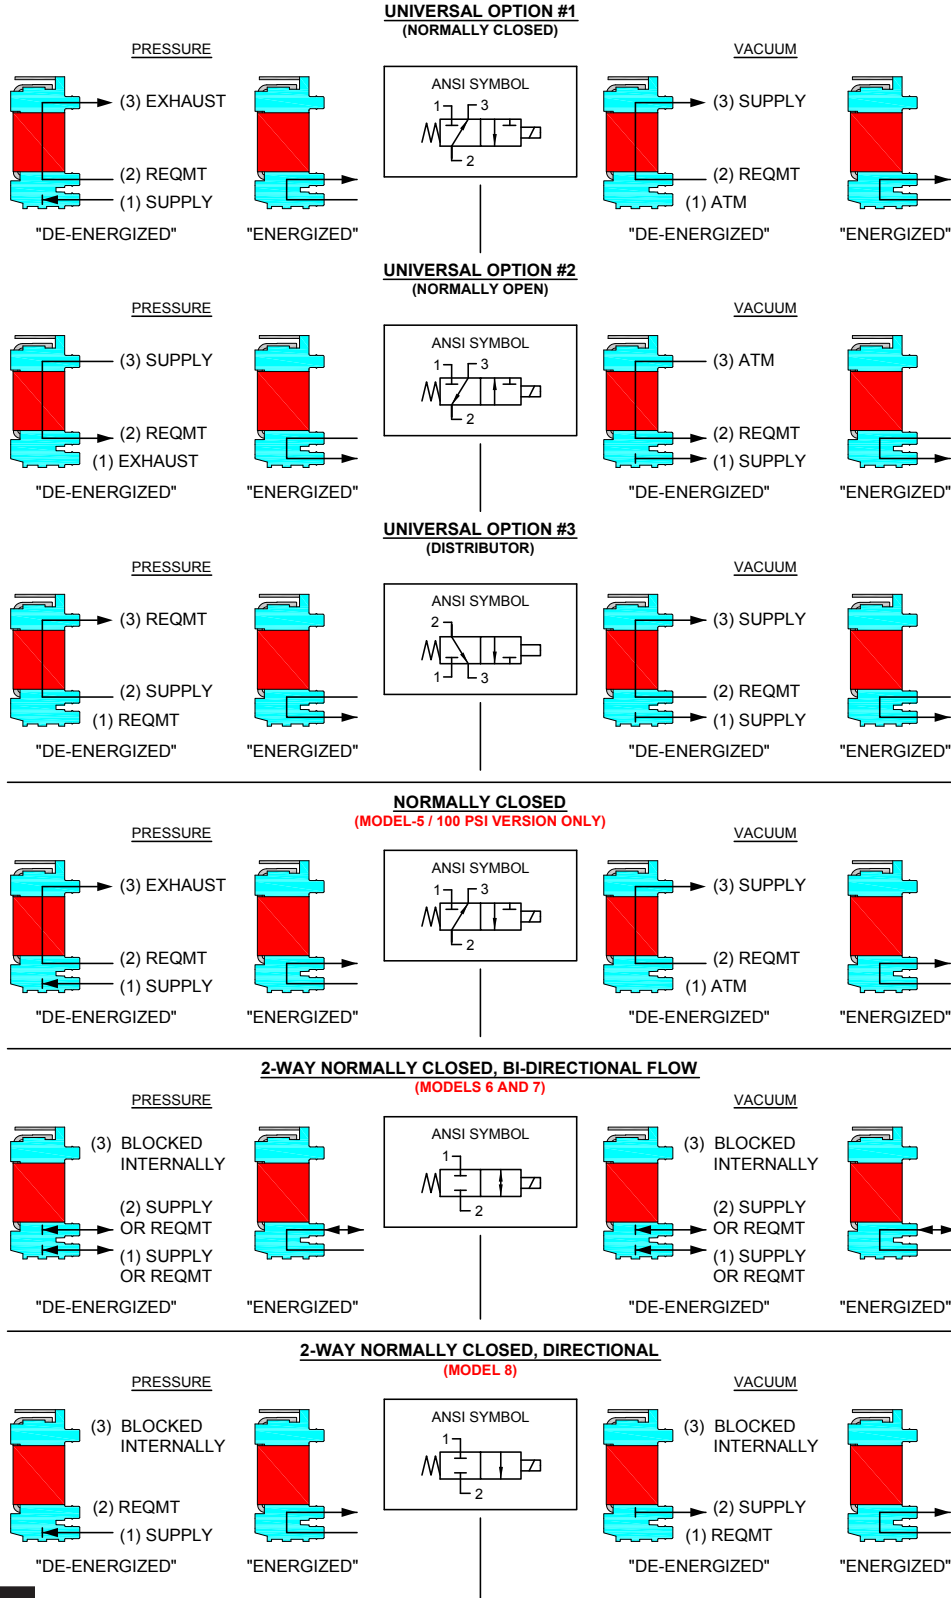 UNIVERSAL OPTION #1
(NORMALLY CLOSED)
PRESSURE
VACUUM
ANSI SYMBOL
1
3
2
(3) EXHAUST
(2) REQMT
(1) SUPPLY
"DE-ENERGIZED"
"ENERGIZED"
(3) SUPPLY
(2) REQMT
(1) ATM
"DE-ENERGIZED"
"ENERGIZED"
UNIVERSAL OPTION #2
(NORMALLY OPEN)
PRESSURE
VACUUM
ANSI SYMBOL
1
3
2
(3) SUPPLY
(2) REQMT
(1) EXHAUST
"DE-ENERGIZED"
"ENERGIZED"
(3) ATM
(2) REQMT
(1) SUPPLY
"DE-ENERGIZED"
"ENERGIZED"
UNIVERSAL OPTION #3
(DISTRIBUTOR)
PRESSURE
VACUUM
ANSI SYMBOL
2
1
3
(3) REQMT
(2) SUPPLY
(1) REQMT
"DE-ENERGIZED"
"ENERGIZED"
(3) SUPPLY
(2) REQMT
(1) SUPPLY
"DE-ENERGIZED"
"ENERGIZED"
NORMALLY CLOSED
(MODEL-5 / 100 PSI VERSION ONLY)
PRESSURE
VACUUM
ANSI SYMBOL
1
3
2
(3) EXHAUST
(2) REQMT
(1) SUPPLY
"DE-ENERGIZED"
"ENERGIZED"
(3) SUPPLY
(2) REQMT
(1) ATM
"DE-ENERGIZED"
"ENERGIZED"
2-WAY NORMALLY CLOSED, BI-DIRECTIONAL FLOW
(MODELS 6 AND 7)
PRESSURE
VACUUM
ANSI SYMBOL
1
2
(3) BLOCKED
INTERNALLY
(2) SUPPLY
OR REQMT
(1) SUPPLY
OR REQMT
"DE-ENERGIZED"
"ENERGIZED"
(3) BLOCKED
INTERNALLY
(2) SUPPLY
OR REQMT
(1) SUPPLY
OR REQMT
"DE-ENERGIZED"
"ENERGIZED"
2-WAY NORMALLY CLOSED, DIRECTIONAL
(MODEL 8)
PRESSURE
VACUUM
ANSI SYMBOL
1
2
(3) BLOCKED
INTERNALLY
(2) REQMT
(1) SUPPLY
"DE-ENERGIZED"
"ENERGIZED"
(3) BLOCKED
INTERNALLY
(2) SUPPLY
(1) REQMT
"DE-ENERGIZED"
"ENERGIZED"